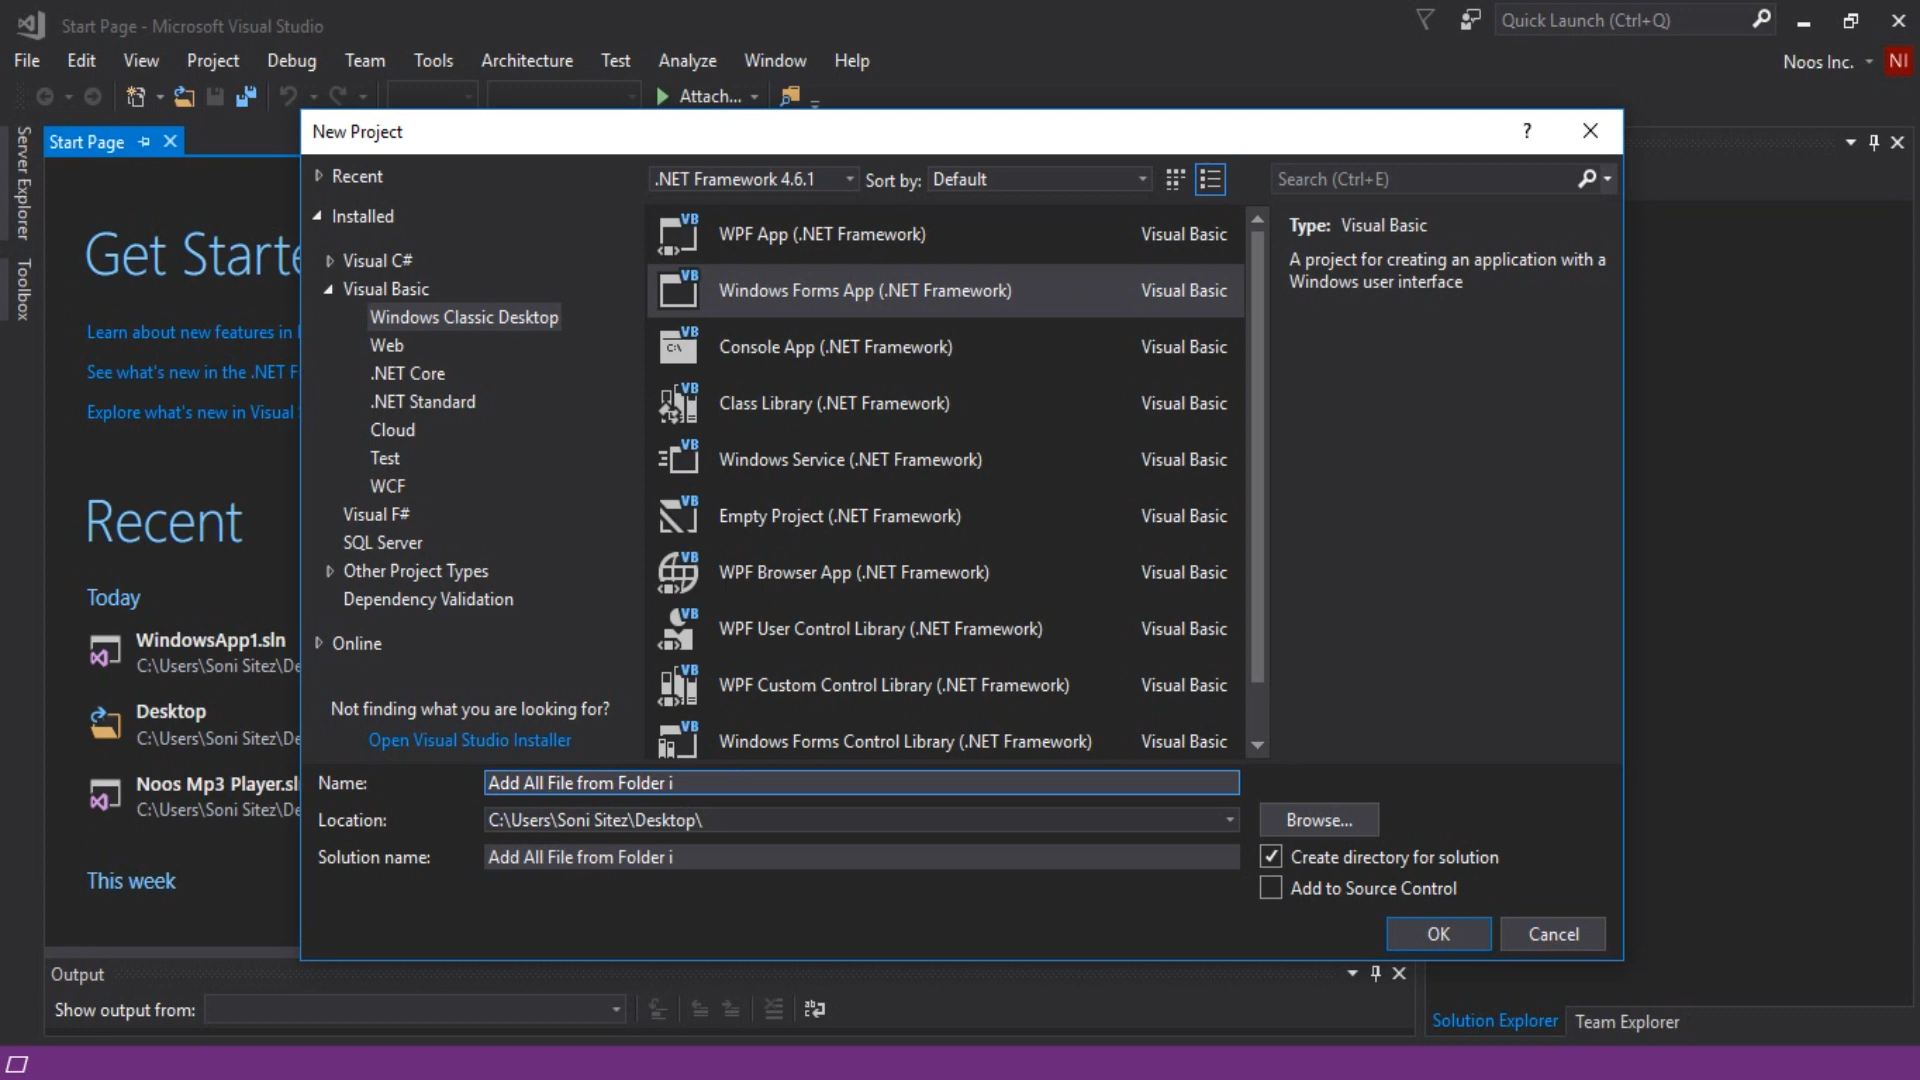 Start Page - Microsoft Visual Studio
Quick Launch (Ctrl+Q)
File Edit View Project Debug Team Tools Architecture Test Analyze Window Help
Noos Inc. NI
Attach...
Server Explorer
Toolbox
Start Page
New Project
?
Recent
.NET Framework 4.6.1 Sort by: Default
Search (Ctrl+E)
Installed
Visual C#
Visual Basic
Windows Classic Desktop
Web
.NET Core
.NET Standard
Cloud
Test
WCF
Visual F#
SQL Server
Other Project Types
Dependency Validation
Online
Not finding what you are looking for?
Open Visual Studio Installer
VB WPF App (.NET Framework) Visual Basic
VB Windows Forms App (.NET Framework) Visual Basic
VB C:\ Console App (.NET Framework) Visual Basic
VB Class Library (.NET Framework) Visual Basic
VB Windows Service (.NET Framework) Visual Basic
VB Empty Project (.NET Framework) Visual Basic
VB WPF Browser App (.NET Framework) Visual Basic
VB WPF User Control Library (.NET Framework) Visual Basic
VB WPF Custom Control Library (.NET Framework) Visual Basic
VB Windows Forms Control Library (.NET Framework) Visual Basic
Type: Visual Basic
A project for creating an application with a
Windows user interface
Name: Add All File from Folder i
Location: C:\Users\Soni Sitez\Desktop\
Browse...
Solution name: Add All File from Folder i
Create directory for solution
Add to Source Control
OK Cancel
Get Starte
Learn about new features in
See what's new in the .NET F
Explore what's new in Visual
Recent
Today
WindowsApp1.sln
C:\Users\Soni Sitez\De
Desktop
C:\Users\Soni Sitez\De
Noos Mp3 Player.sl
C:\Users\Soni Sitez\De
This week
Output
Show output from:
Solution Explorer Team Explorer